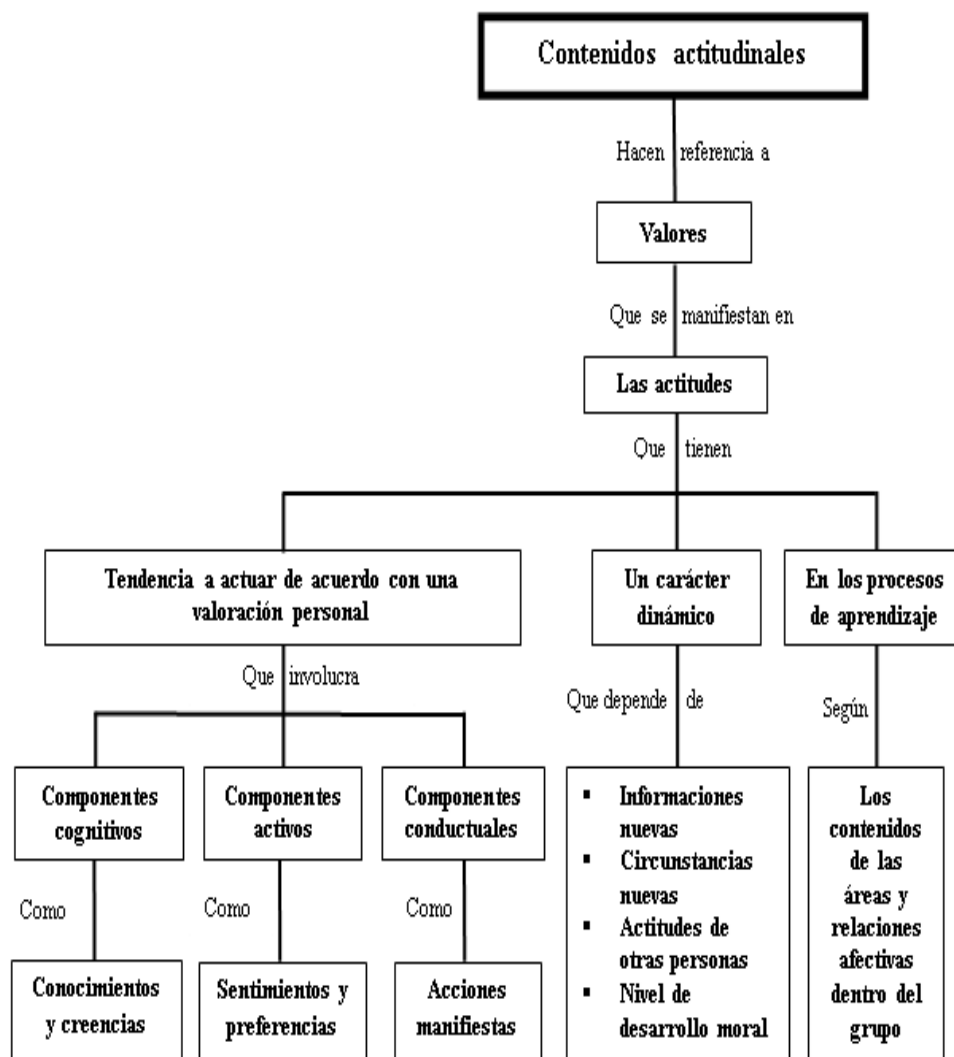 Contenidos actitudinales
Hacen referencia a
Valores
Que se manifiestan en
Las actitudes
Que tienen
Tendencia a actuar de acuerdo con una
valoración personal
Un carácter
dinámico
En los procesos
de aprendizaje
Que involucra
Que depende de
Según
Componentes
cognitivos
Componentes
activos
Componentes
conductuales
Como
Como
Como
Conocimientos
y creencias
Sentimientos y
preferencias
Acciones
manifiestas
▪ Informaciones
nuevas
▪ Circunstancias
nuevas
▪ Actitudes de
otras personas
▪ Nivel de
desarrollo moral
Los
contenidos
de las
áreas y
relaciones
afectivas
dentro del
grupo